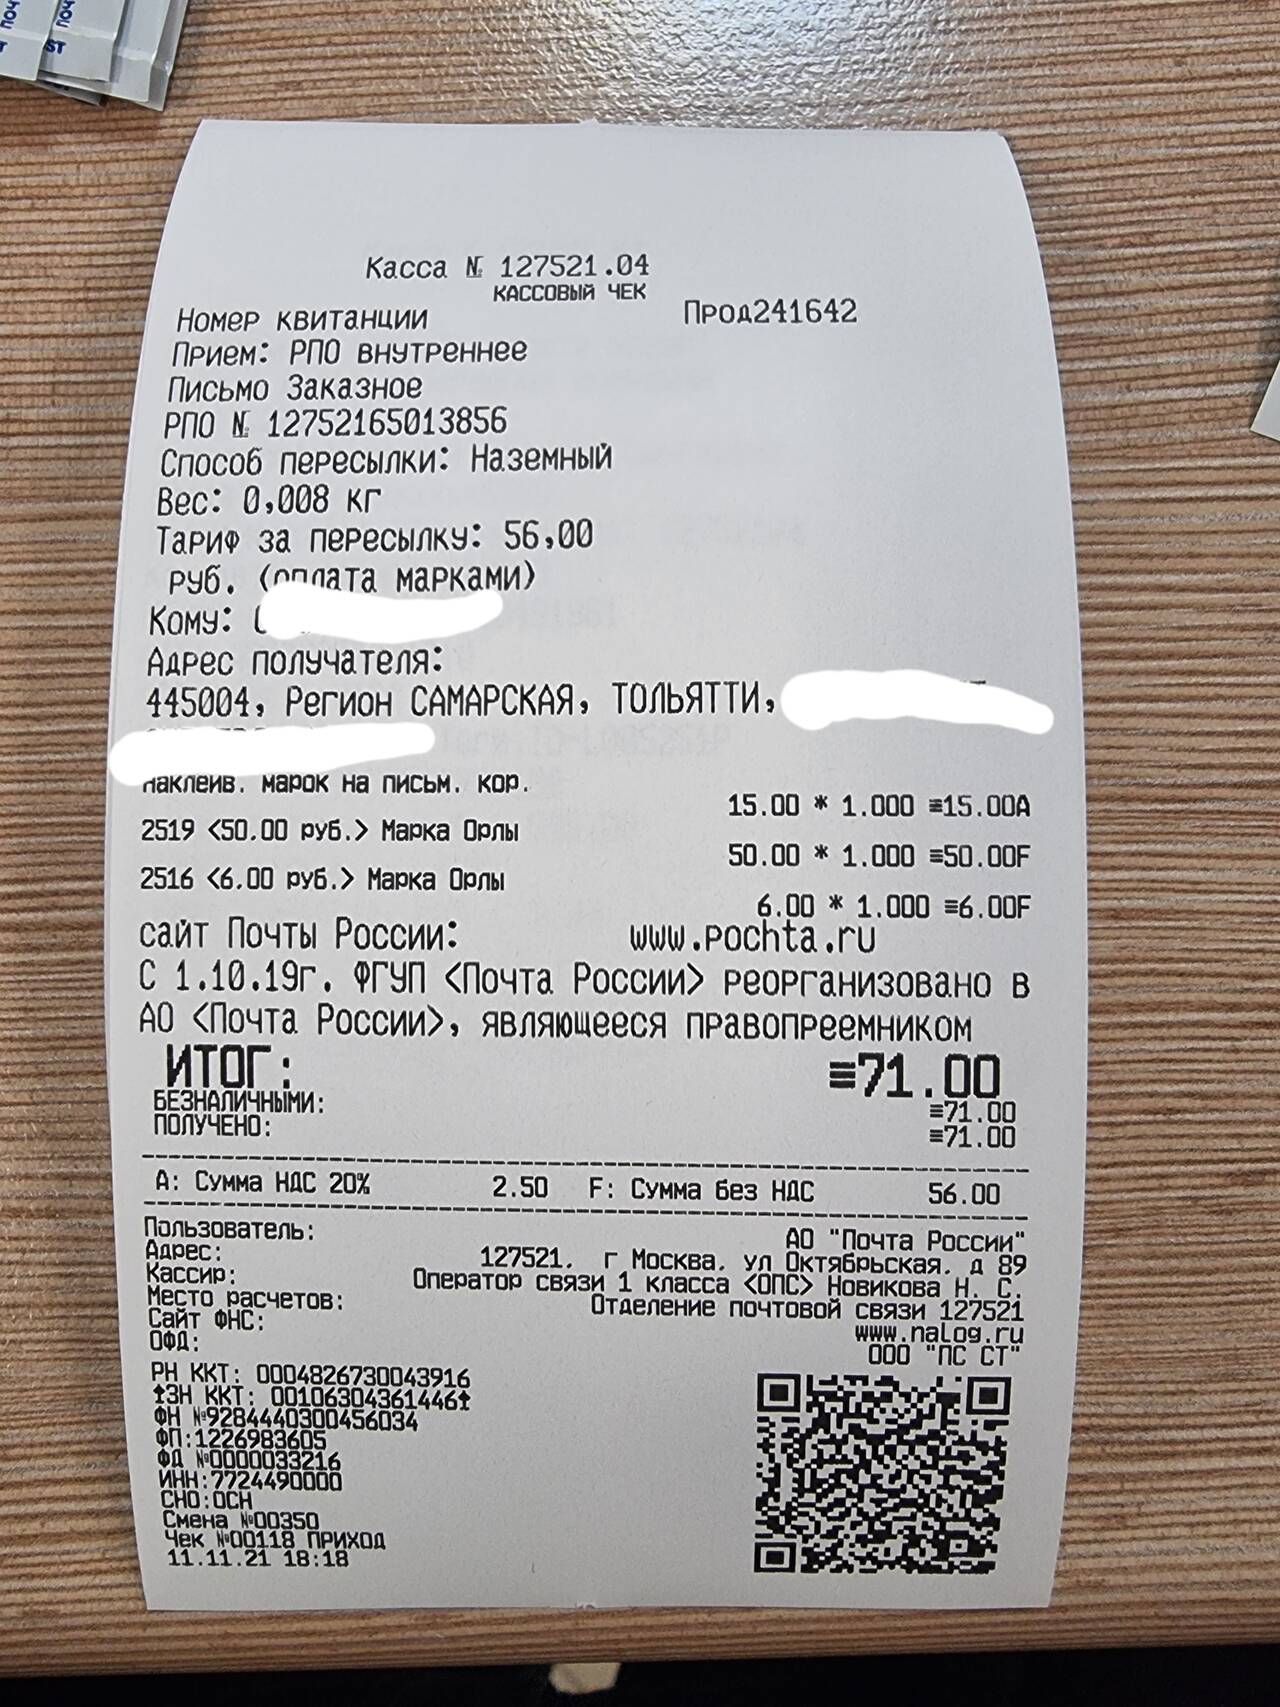 ST
Касса № 127521.04
КАССОВЫЙ ЧЕК
Номер квитанции Прод241642
Прием: РПО внутреннее
Письмо Заказное
РПО № 12752165013856
Способ пересылки: Наземный
Вес: 0,008 кг
Тариф за пересылку: 56,00
руб. (оплата марками)
Кому:
Адрес получателя:
445004, Регион САМАРСКАЯ, ТОЛЬЯТТИ,
наклеив. марок на письм. кор.
15.00 * 1.000 ≡15.00А
2519 <50.00 руб.> Марка Орлы
50.00 * 1.000 ≡50.00F
2516 <6.00 руб.> Марка Орлы
6.00 * 1.000 ≡6.00F
сайт Почты России: www.pochta.ru
С 1.10.19г. ФГУП <Почта России> реорганизовано в
АО <Почта России>, являющееся правопреемником
ИТОГ: ≡71.00
БЕЗНАЛИЧНЫМИ: ≡71.00
ПОЛУЧЕНО: ≡71.00
А: Сумма НДС 20% 2.50 F: Сумма без НДС 56.00
Пользователь: АО "Почта России"
Адрес: 127521, г Москва, ул Октябрьская, д 89
Кассир: Оператор связи 1 класса <ОПС> Новикова Н. С.
Место расчетов: Отделение почтовой связи 127521
Сайт ФНС: www.nalog.ru
ОФД: ООО "ПС СТ"
РН ККТ: 0004826730043916
↑ЗН ККТ: 00106304361446↑
ФН №9284440300456034
ФП:1226983605
ФД №0000033216
ИНН:7724490000
СНО:ОСН
Смена №00350
Чек №00118 ПРИХОД
11.11.21 18:18